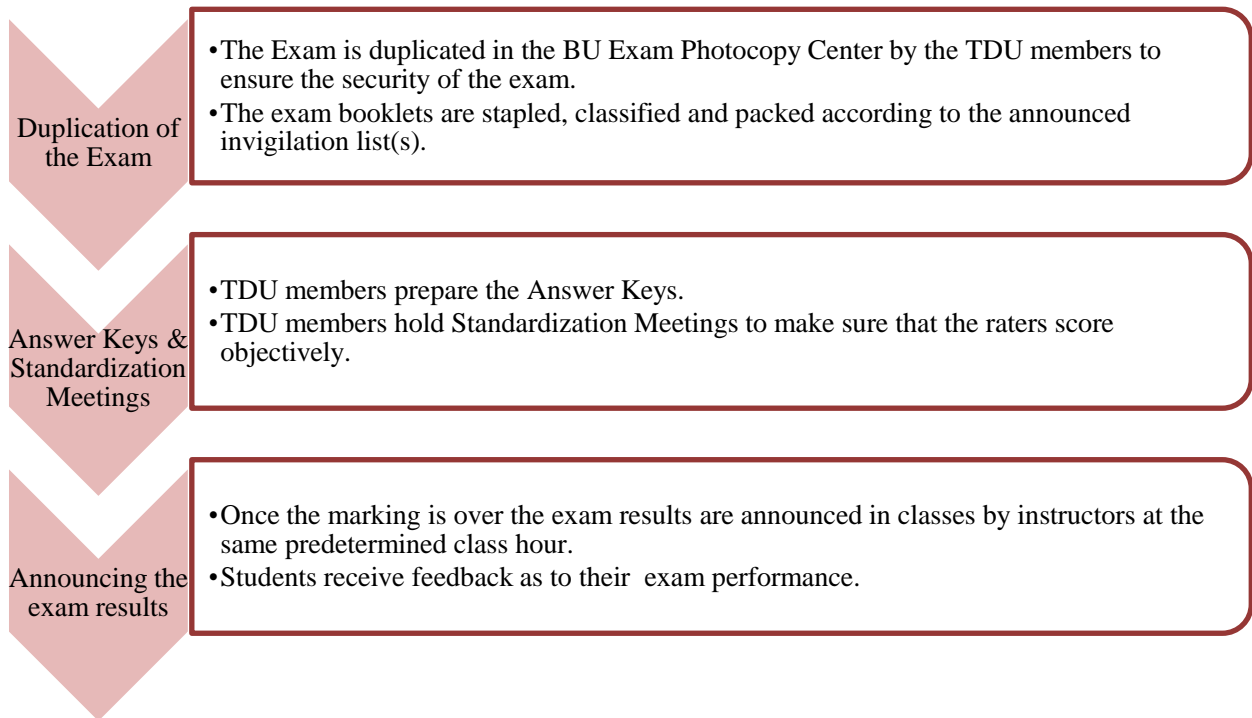 Duplication of
the Exam
•The Exam is duplicated in the BU Exam Photocopy Center by the TDU members to
ensure the security of the exam.
•The exam booklets are stapled, classified and packed according to the announced
invigilation list(s).
Answer Keys &
Standardization
Meetings
•TDU members prepare the Answer Keys.
•TDU members hold Standardization Meetings to make sure that the raters score
objectively.
Announcing the
exam results
•Once the marking is over the exam results are announced in classes by instructors at the
same predetermined class hour.
•Students receive feedback as to their  exam performance.